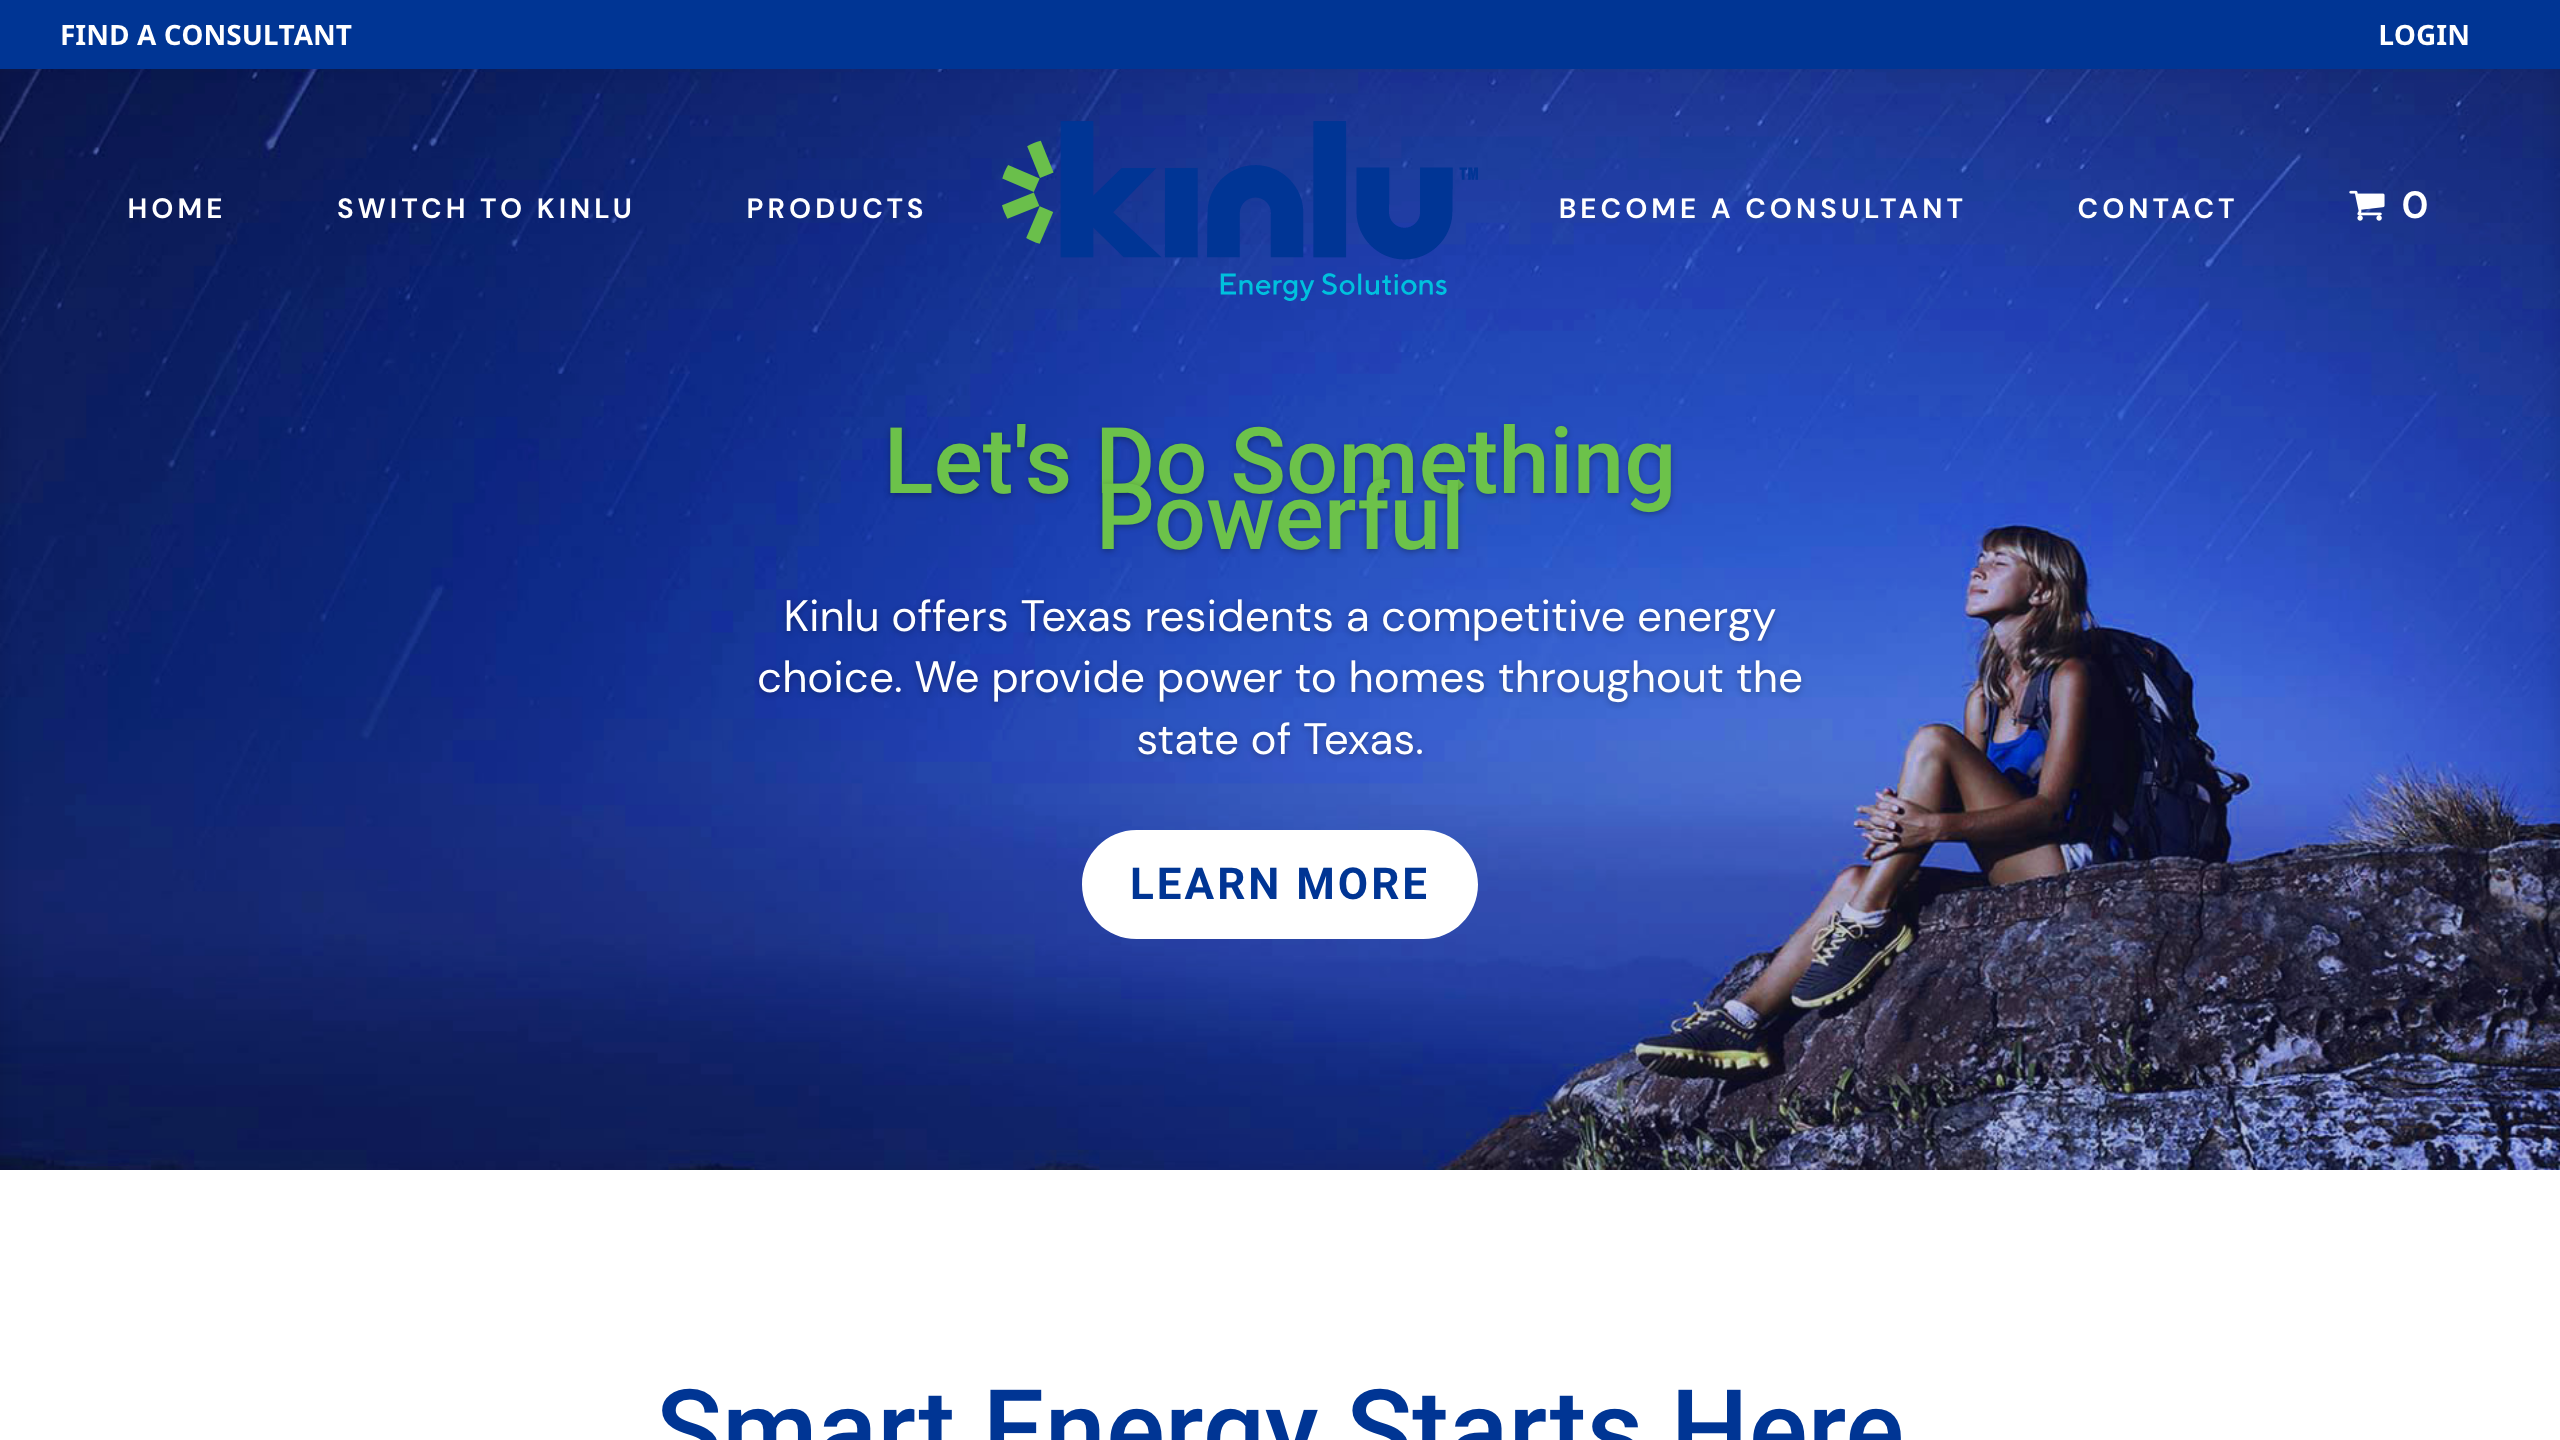 FIND A CONSULTANT
LOGIN
HOME
SWITCH TO KINLU
PRODUCTS
kinlu™
Energy Solutions
BECOME A CONSULTANT
CONTACT
0
Let's Do Something
Powerful
Kinlu offers Texas residents a competitive energy
choice. We provide power to homes throughout the
state of Texas.
LEARN MORE
Smart Energy Starts Here